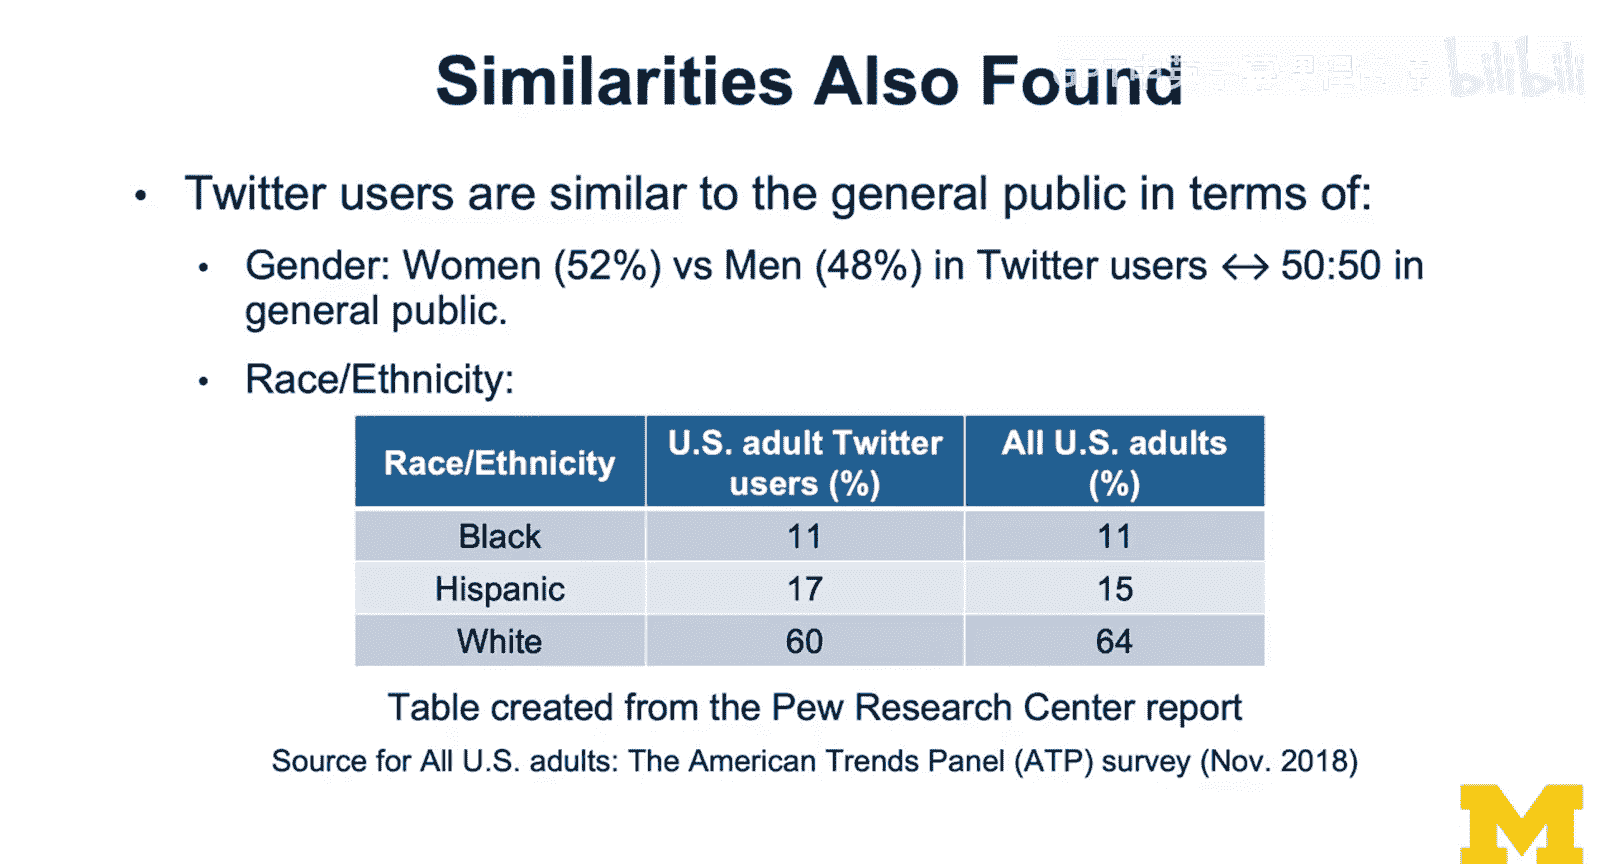 Similarities Also Found
bilibili
• Twitter users are similar to the general public in terms of:
• Gender: Women (52%) vs Men (48%) in Twitter users ↔ 50:50 in
general public.
• Race/Ethnicity:
Race/Ethnicity U.S. adult Twitter users (%) All U.S. adults (%)
Black 11 11
Hispanic 17 15
White 60 64
Table created from the Pew Research Center report
Source for All U.S. adults: The American Trends Panel (ATP) survey (Nov. 2018)
M